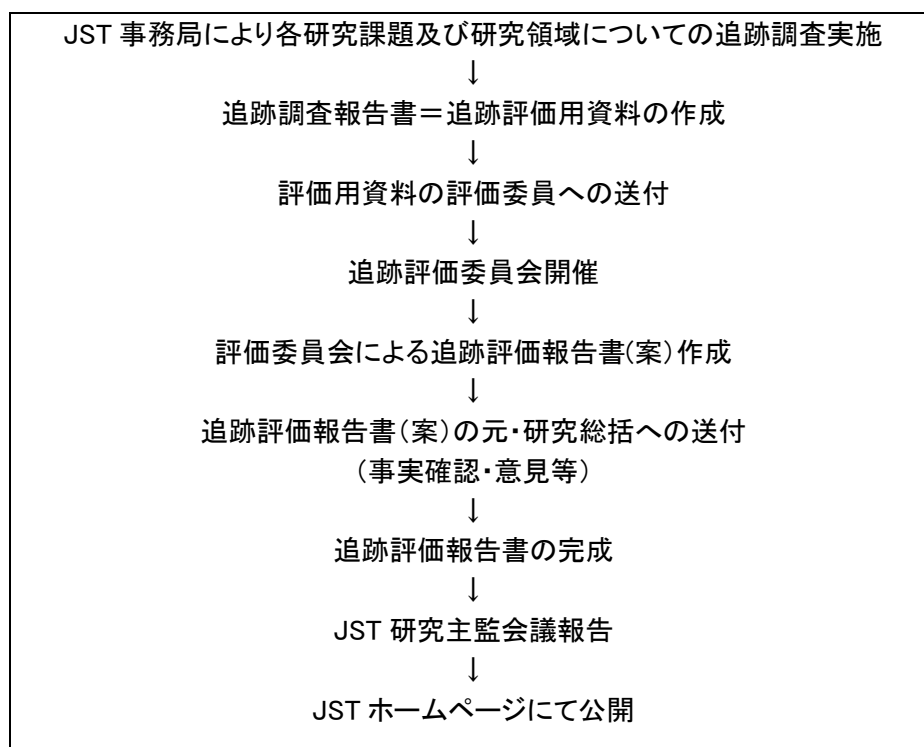 JST 事務局により各研究課題及び研究領域についての追跡調査実施
↓
追跡調査報告書＝追跡評価用資料の作成
↓
評価用資料の評価委員への送付
↓
追跡評価委員会開催
↓
評価委員会による追跡評価報告書(案)作成
↓
追跡評価報告書（案）の元・研究総括への送付
（事実確認・意見等）
↓
追跡評価報告書の完成
↓
JST 研究主監会議報告
↓
JST ホームページにて公開